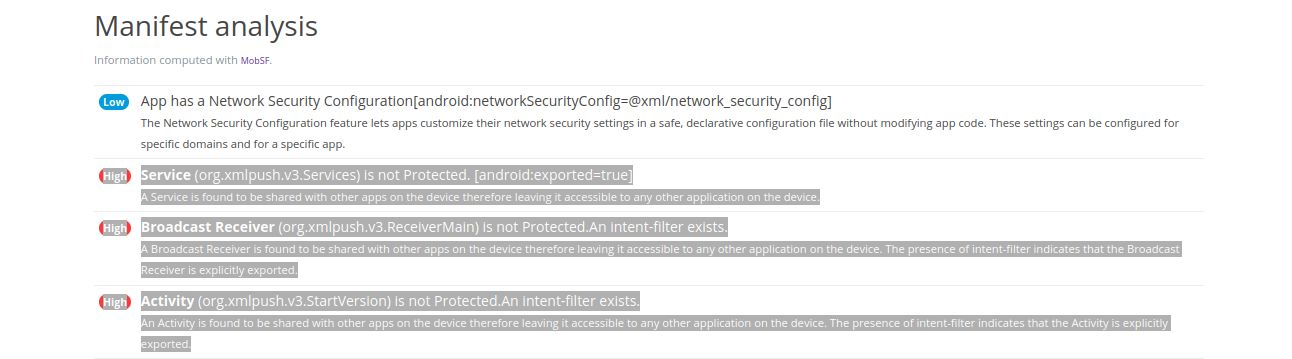 Manifest analysis
Information computed with MobSF.
Low
App has a Network Security Configuration[android:networkSecurityConfig=@xml/network_security_config]
The Network Security Configuration feature lets apps customize their network security settings in a safe, declarative configuration file without modifying app code. These settings can be configured for
specific domains and for a specific app.
High
Service (org.xmlpush.v3.Services) is not Protected. [android:exported=true]
A Service is found to be shared with other apps on the device therefore leaving it accessible to any other application on the device.
High
Broadcast Receiver (org.xmlpush.v3.ReceiverMain) is not Protected.An intent-filter exists.
A Broadcast Receiver is found to be shared with other apps on the device therefore leaving it accessible to any other application on the device. The presence of intent-filter indicates that the Broadcast
Receiver is explicitly exported.
High
Activity (org.xmlpush.v3.StartVersion) is not Protected.An intent-filter exists.
An Activity is found to be shared with other apps on the device therefore leaving it accessible to any other application on the device. The presence of intent-filter indicates that the Activity is explicitly
exported.